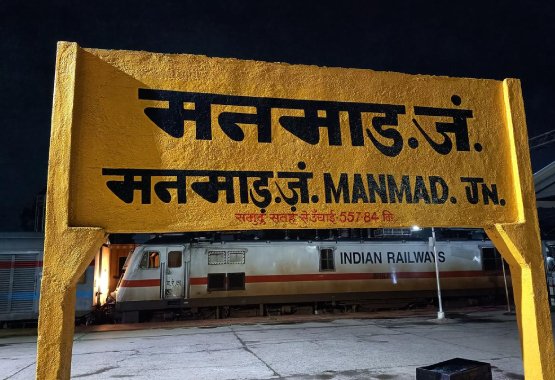 मनमाड.जं.
मनमाड.ज़ं. MANMAD. JN.
समुद्र सतह से उंचाई 557·84 मि.
INDIAN RAILWAYS